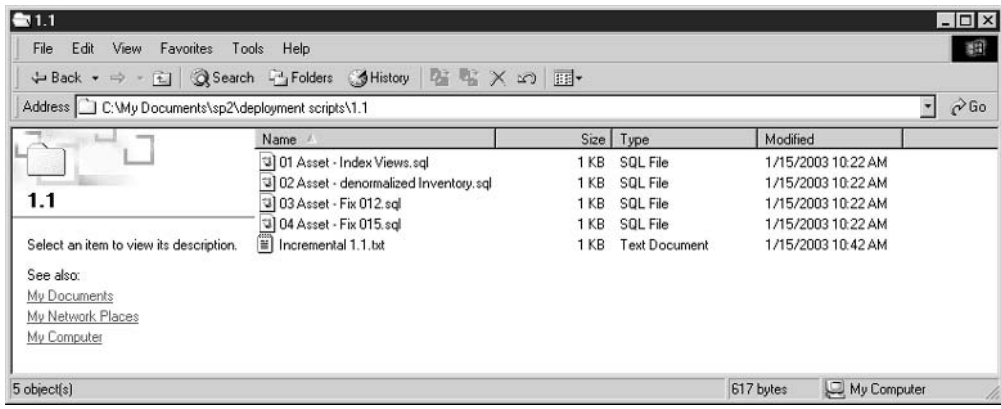 1.1
File Edit View Favorites Tools Help
Back Search Folders History
Address C:\My Documents\sp2\deployment scripts\1.1 Go
Name Size Type Modified
01 Asset - Index Views.sql 1 KB SQL File 1/15/2003 10:22 AM
02 Asset - denormalized Inventory.sql 1 KB SQL File 1/15/2003 10:22 AM
03 Asset - Fix 012.sql 1 KB SQL File 1/15/2003 10:22 AM
04 Asset - Fix 015.sql 1 KB SQL File 1/15/2003 10:22 AM
Incremental 1.1.txt 1 KB Text Document 1/15/2003 10:42 AM
1.1
Select an item to view its description.
See also:
My Documents
My Network Places
My Computer
5 object(s) 617 bytes My Computer